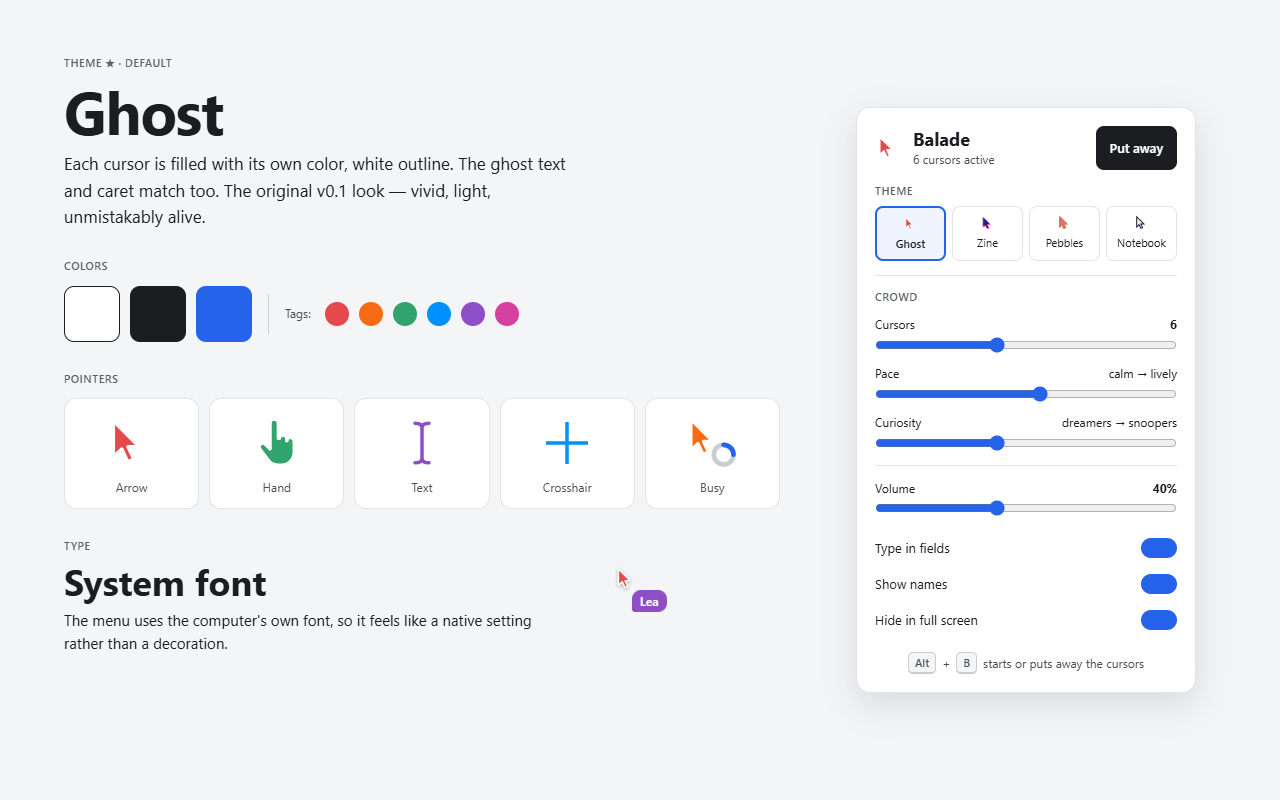 THEME ★ · DEFAULT
Ghost
Each cursor is filled with its own color, white outline. The ghost text
and caret match too. The original v0.1 look — vivid, light,
unmistakably alive.
COLORS
Tags:
POINTERS
Arrow
Hand
Text
Crosshair
Busy
TYPE
System font
The menu uses the computer's own font, so it feels like a native setting
rather than a decoration.
Lea
Balade
6 cursors active
Put away
THEME
Ghost
Zine
Pebbles
Notebook
CROWD
Cursors 6
Pace calm → lively
Curiosity dreamers → snoopers
Volume 40%
Type in fields
Show names
Hide in full screen
Alt + B starts or puts away the cursors